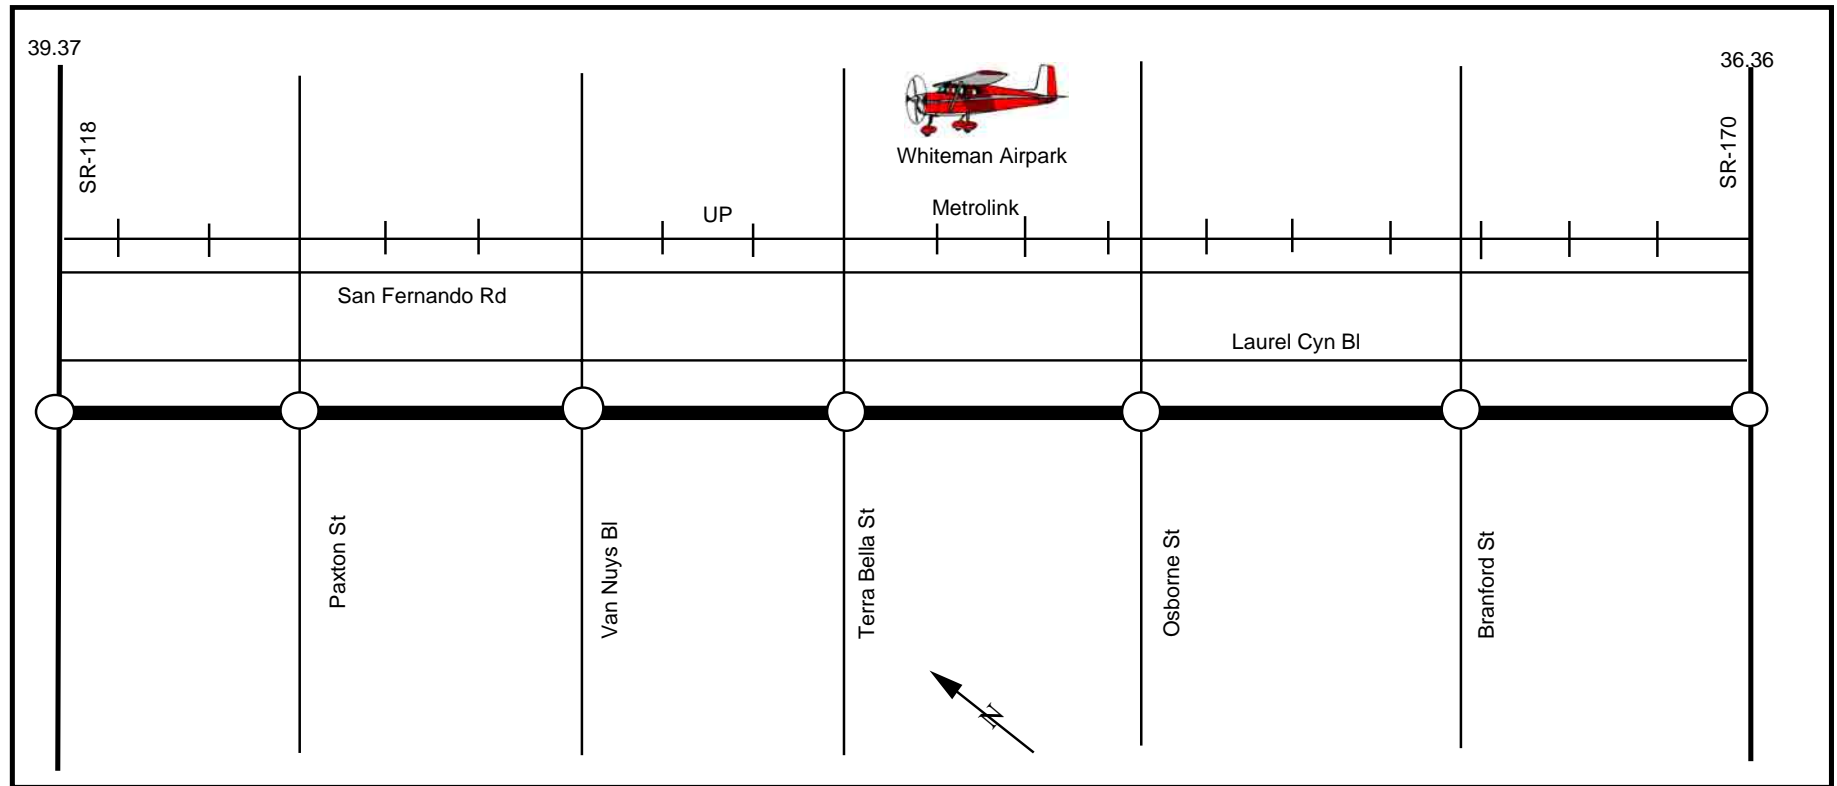 39.37
36.36
SR-118
SR-170
Whiteman Airpark
UP
Metrolink
San Fernando Rd
Laurel Cyn Bl
Paxton St
Van Nuys Bl
Terra Bella St
Osborne St
Branford St
N